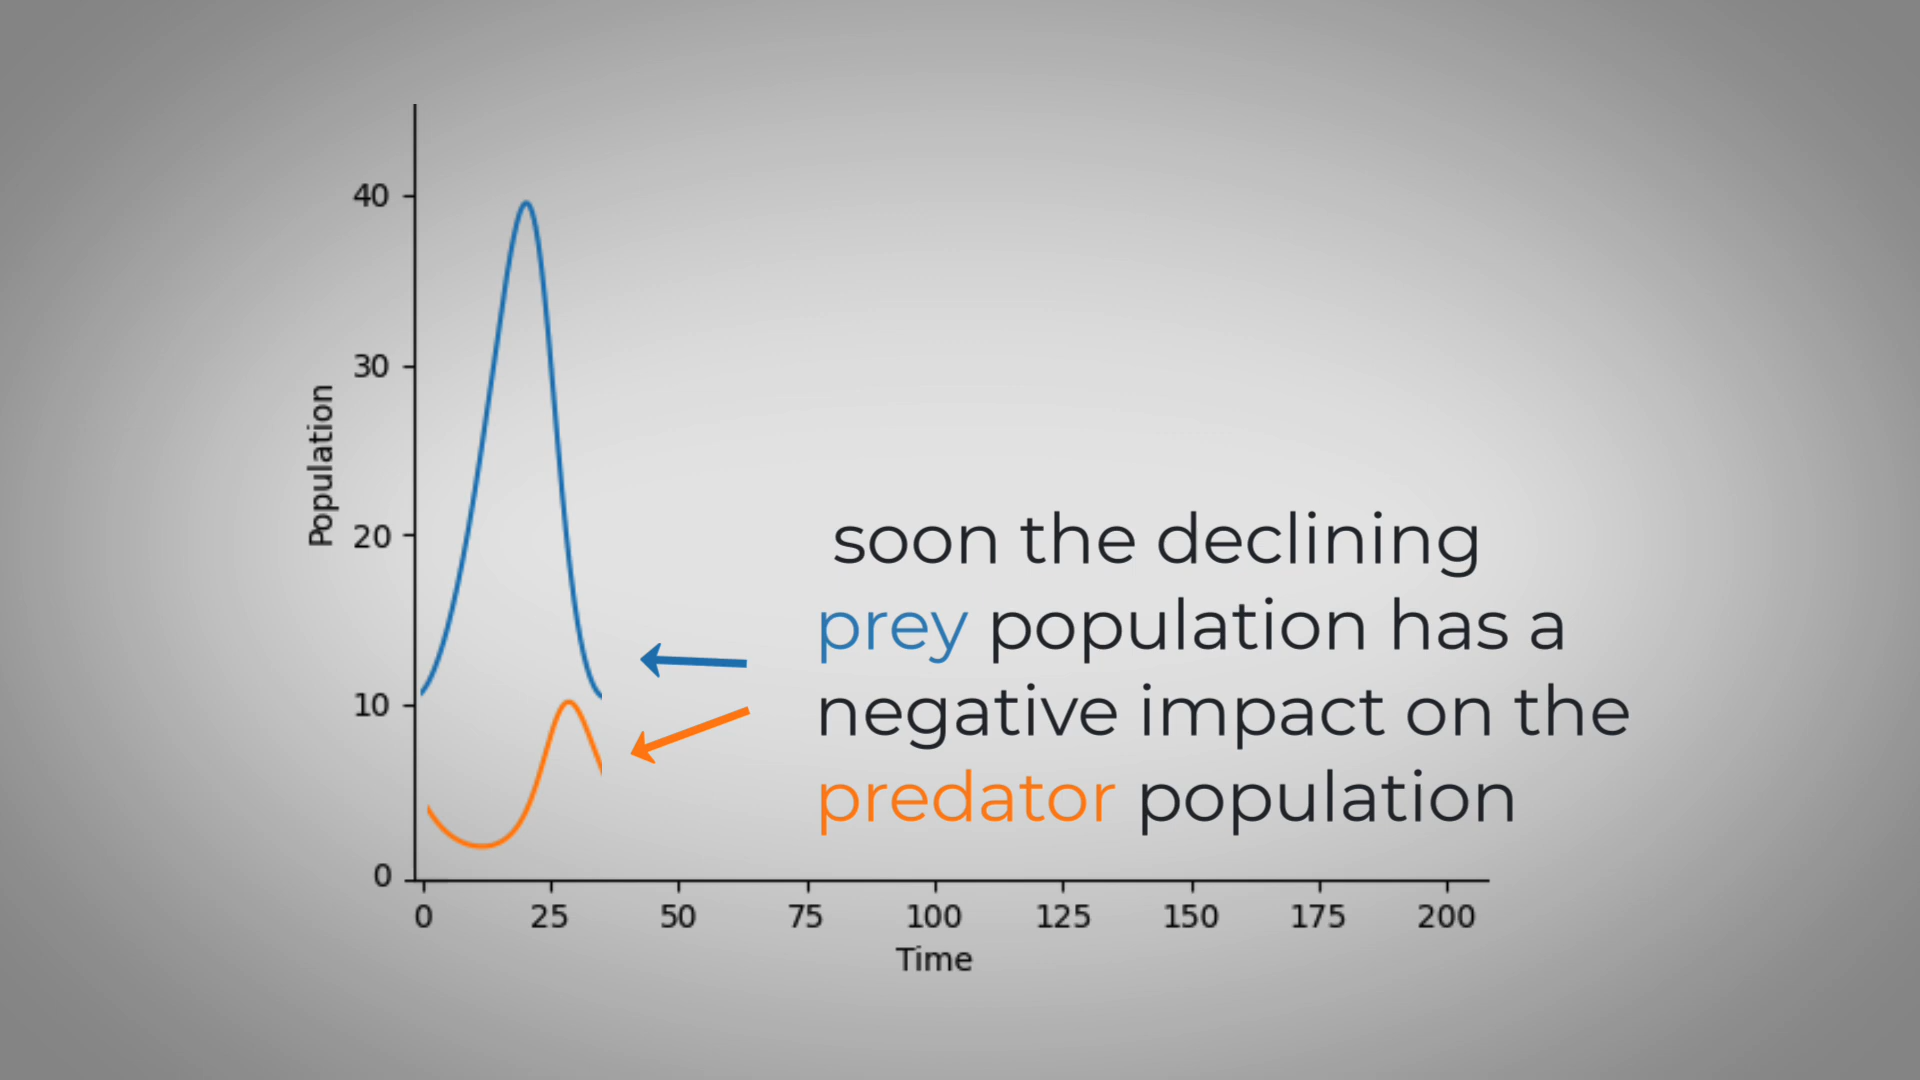 40
30
20
10
0
Population
0 25 50 75 100 125 150 175 200
Time
soon the declining
prey population has a
negative impact on the
predator population